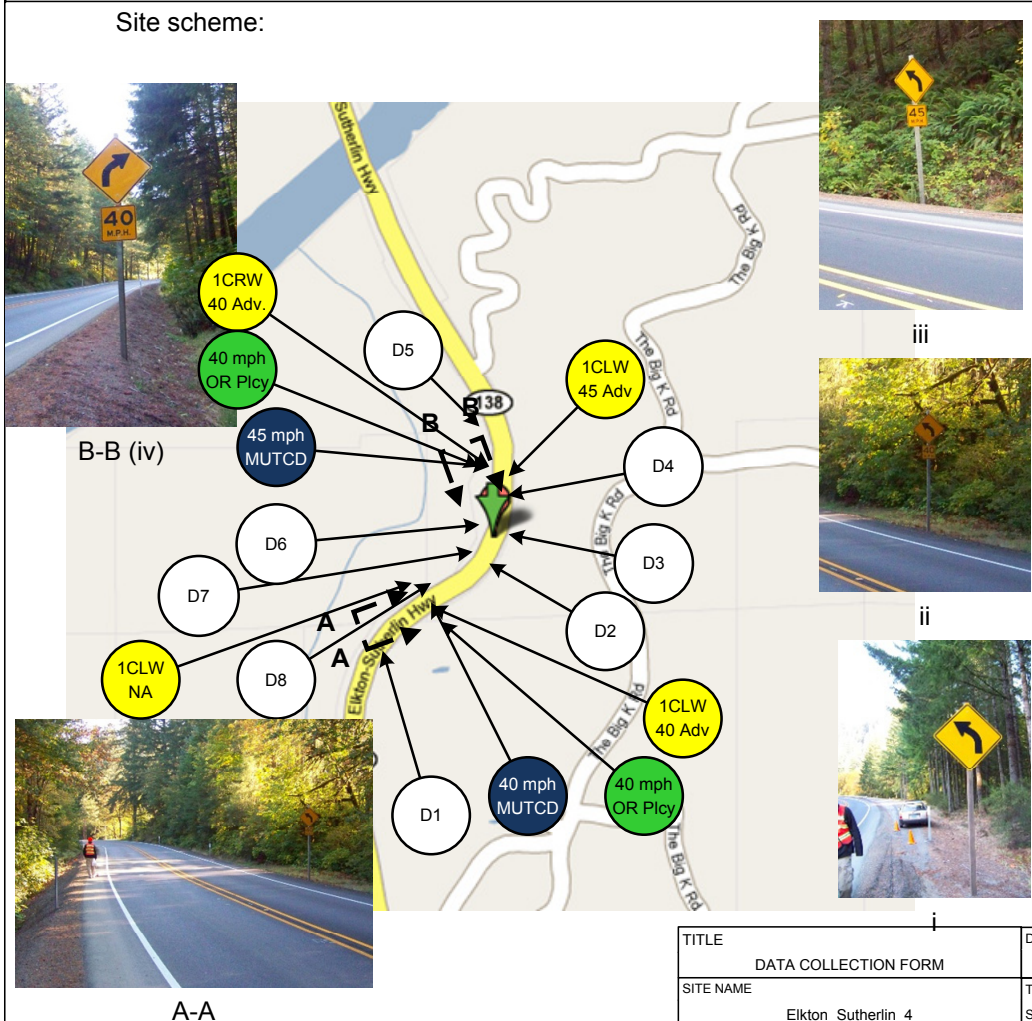 Site scheme:
Sutherlin Hwy
The Big K Rd
The Big K Rd
The Big K Rd
The Big K Rd
The Big K Rd
Elkton-Sutherlin Hwy
138
40
M.P.H.
B-B (iv)
45
M.P.H.
iii
ii
i
1CRW
40 Adv.
40 mph
OR Plcy
45 mph
MUTCD
D5
B
B
1CLW
45 Adv
D4
D6
D3
D7
D2
A
A
1CLW
NA
D8
1CLW
40 Adv
D1
40 mph
MUTCD
40 mph
OR Plcy
A-A
TITLE
DATA COLLECTION FORM
SITE NAME
Elkton_Sutherlin_4
D
T
S